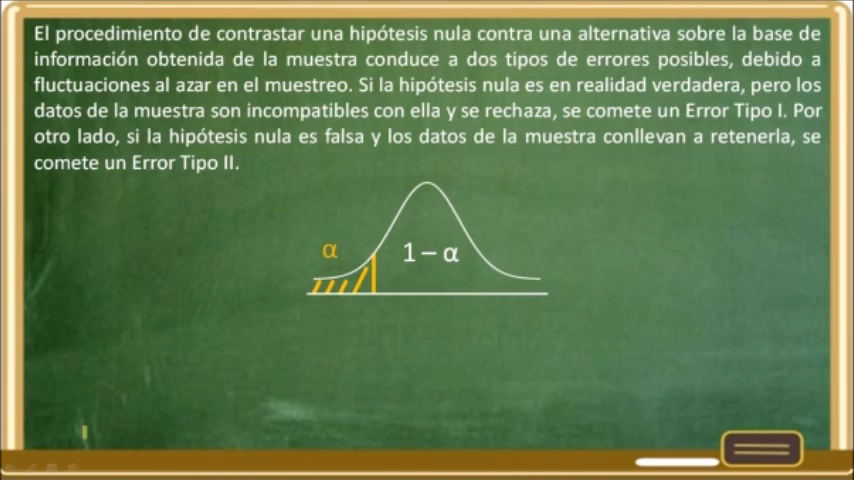 El procedimiento de contrastar una hipótesis nula contra una alternativa sobre la base de
información obtenida de la muestra conduce a dos tipos de errores posibles, debido a
fluctuaciones al azar en el muestreo. Si la hipótesis nula es en realidad verdadera, pero los
datos de la muestra son incompatibles con ella y se rechaza, se comete un Error Tipo I. Por
otro lado, si la hipótesis nula es falsa y los datos de la muestra conllevan a retenerla, se
comete un Error Tipo II.
α
1 – α